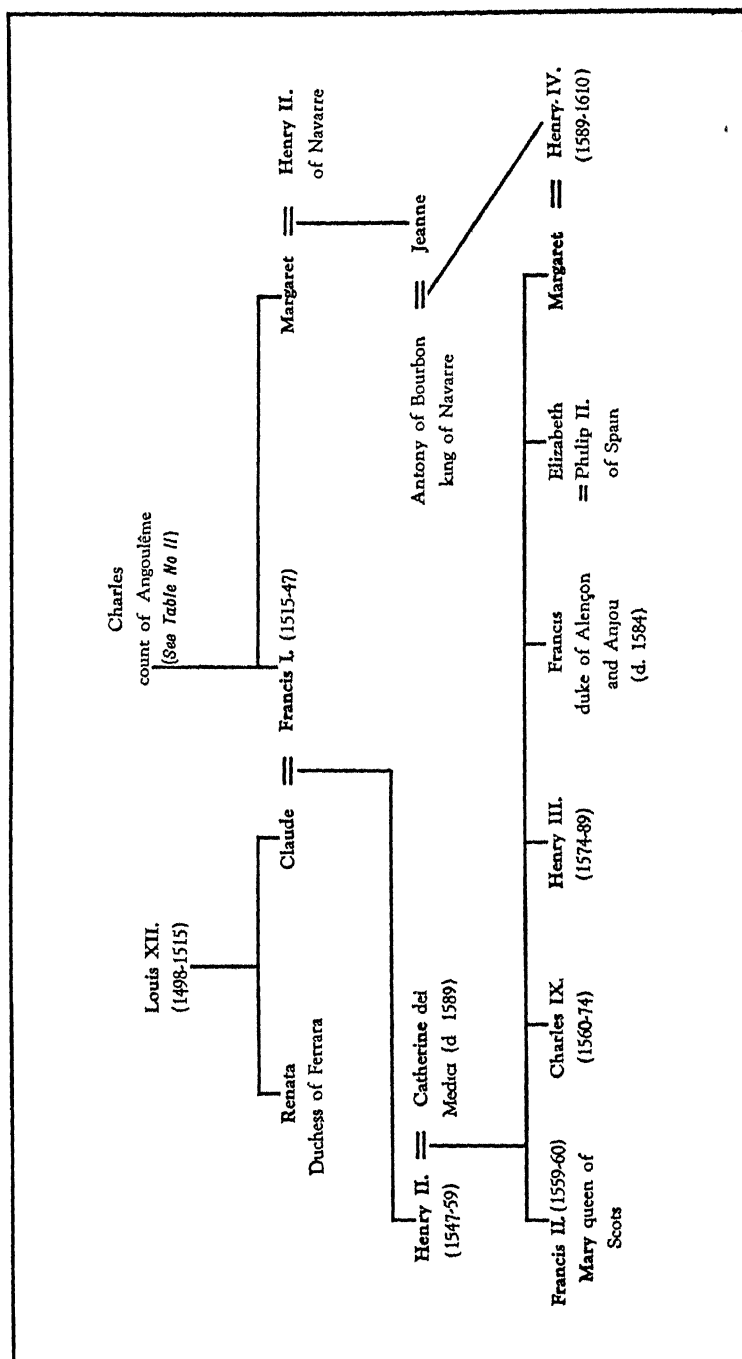 Charles
count of Angoulême
(See Table No II)
Louis XII.
(1498-1515)
Renata
Duchess of Ferrara
Claude
=
Francis I. (1515-47)
Margaret
=
Henry II.
of Navarre
Henry II.
(1547-59)
=
Catherine dei
Medici (d 1589)
Antony of Bourbon
king of Navarre
=
Jeanne
Francis II. (1559-60)
Mary queen of
Scots
Charles IX.
(1560-74)
Henry III.
(1574-89)
Francis
duke of Alençon
and Anjou
(d. 1584)
Elizabeth
= Philip II.
of Spain
Margaret
=
Henry IV.
(1589-1610)